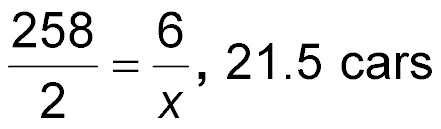 258/2 = 6/x, 21.5 cars